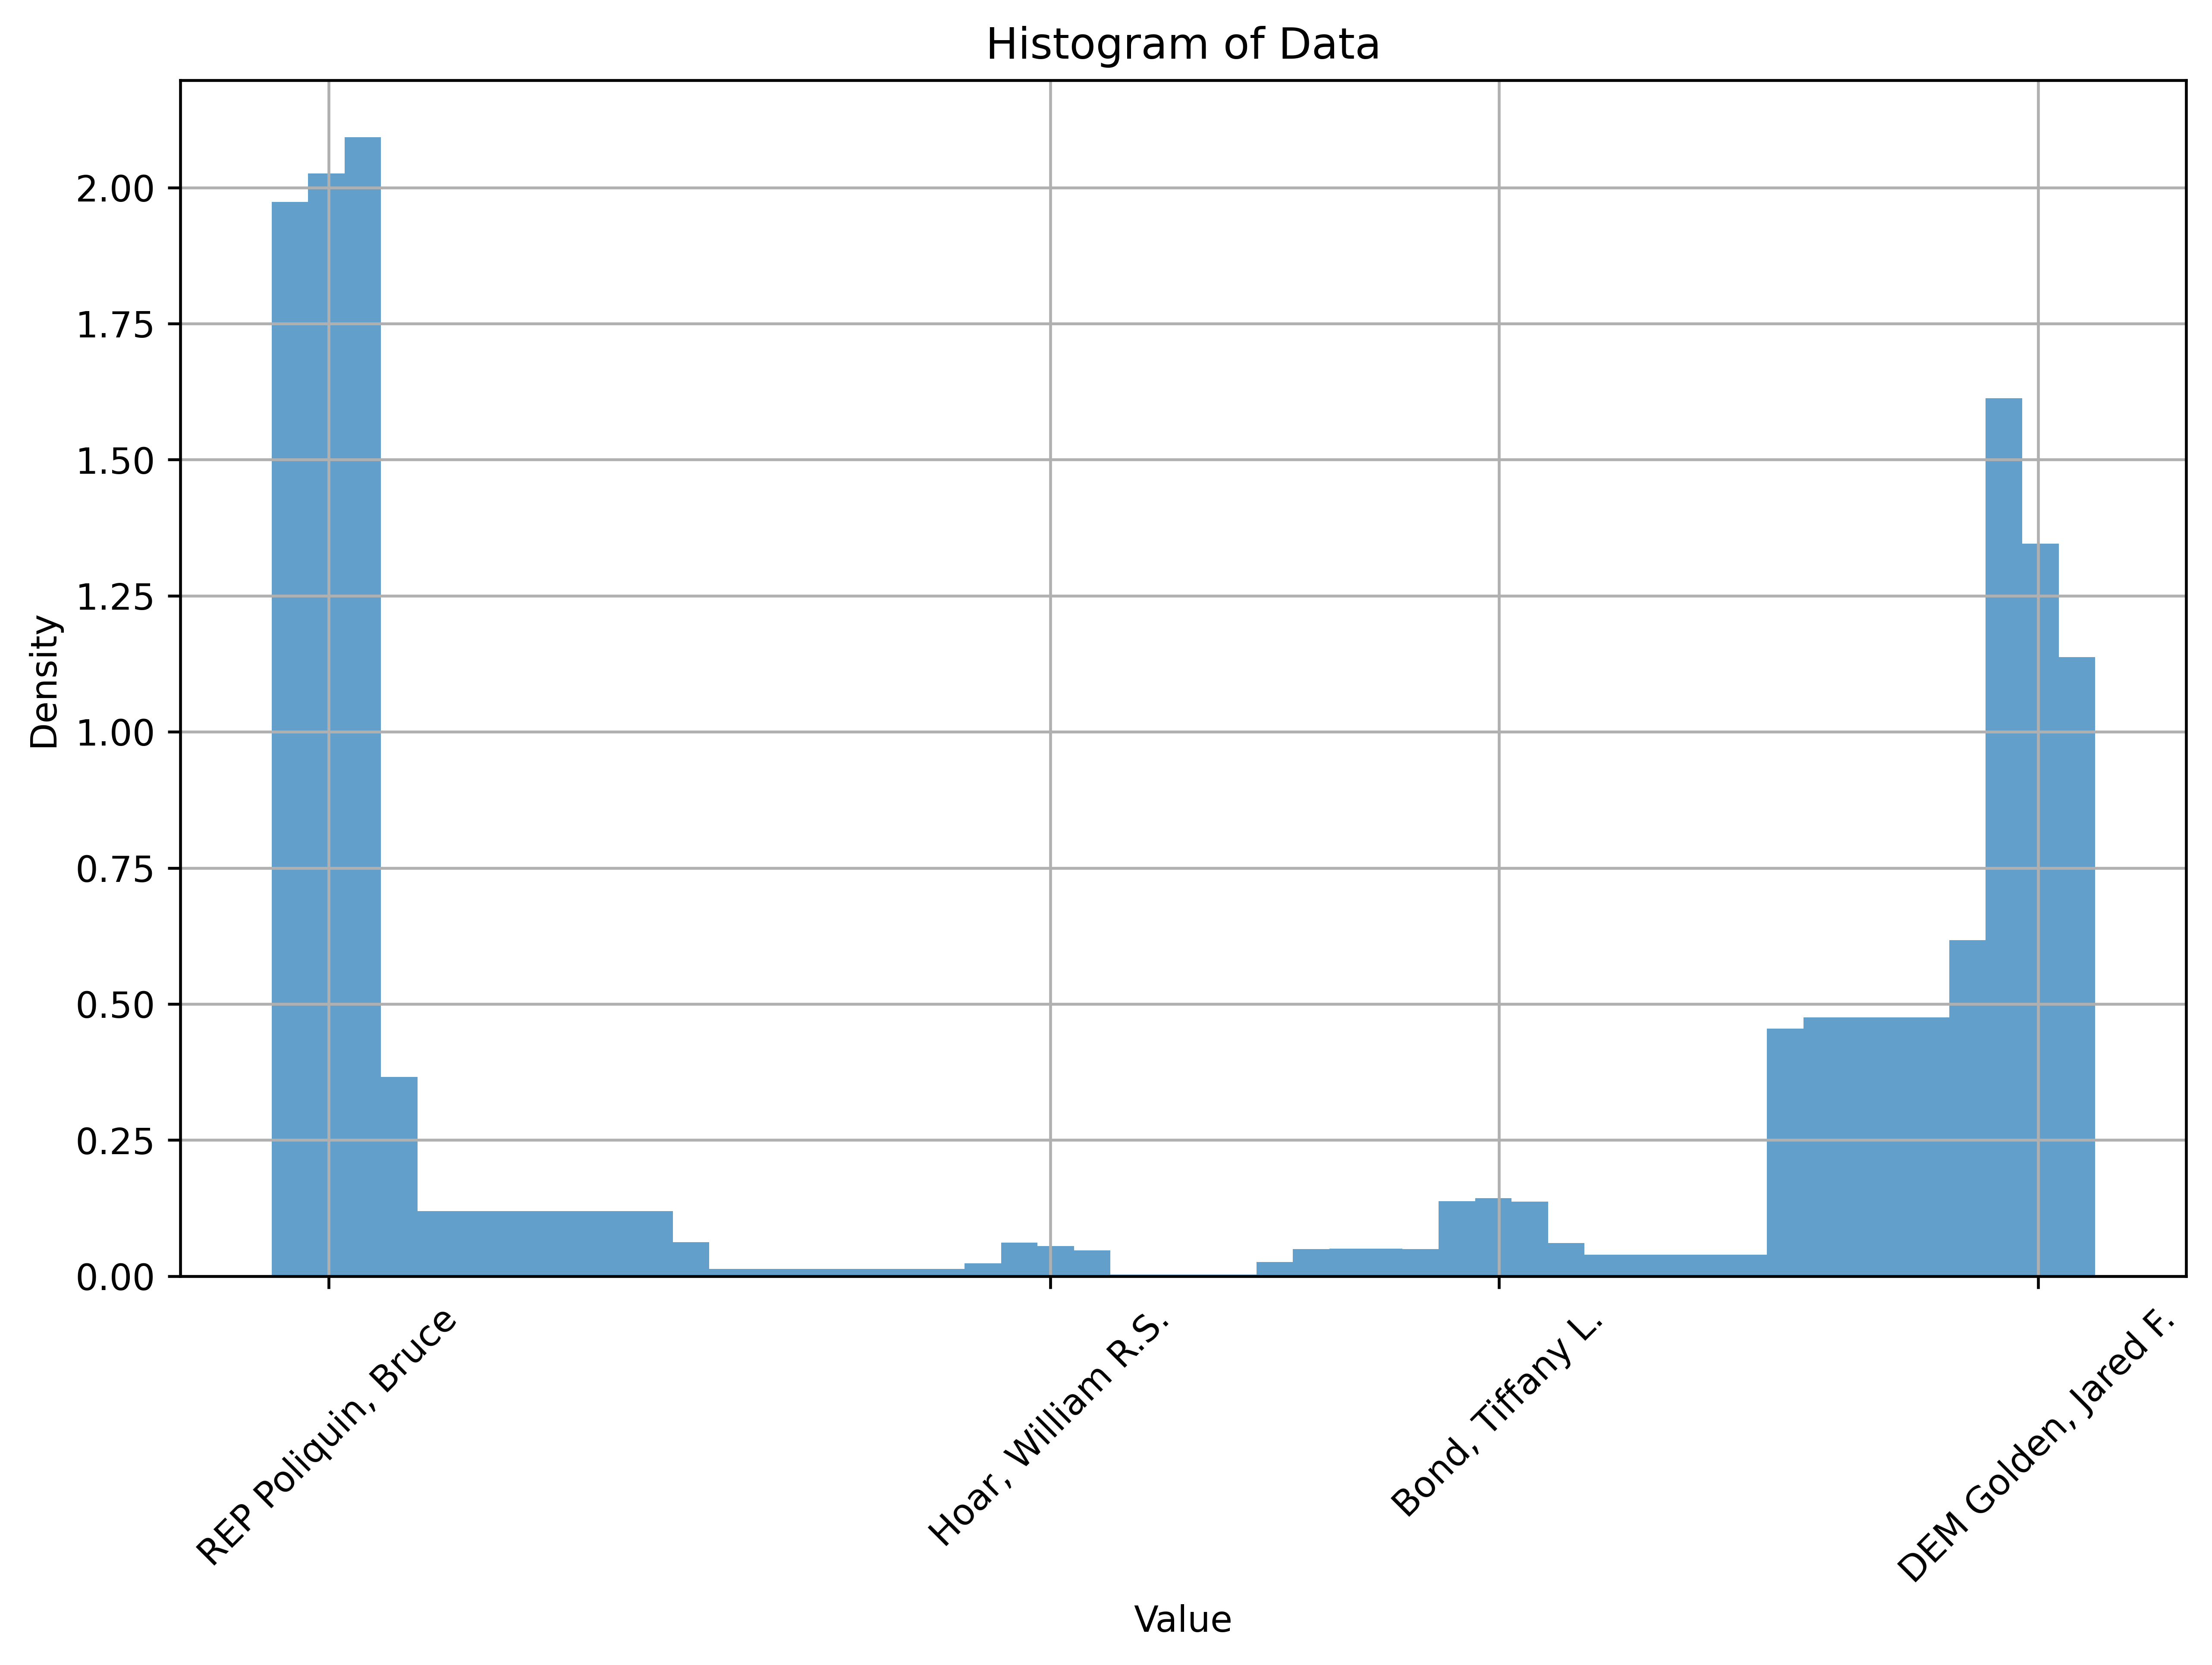 Histogram of Data
Density
2.00
1.75
1.50
1.25
1.00
0.75
0.50
0.25
0.00
REP Poliquin, Bruce
Hoar, William R.S.
Bond, Tiffany L.
DEM Golden, Jared F.
Value